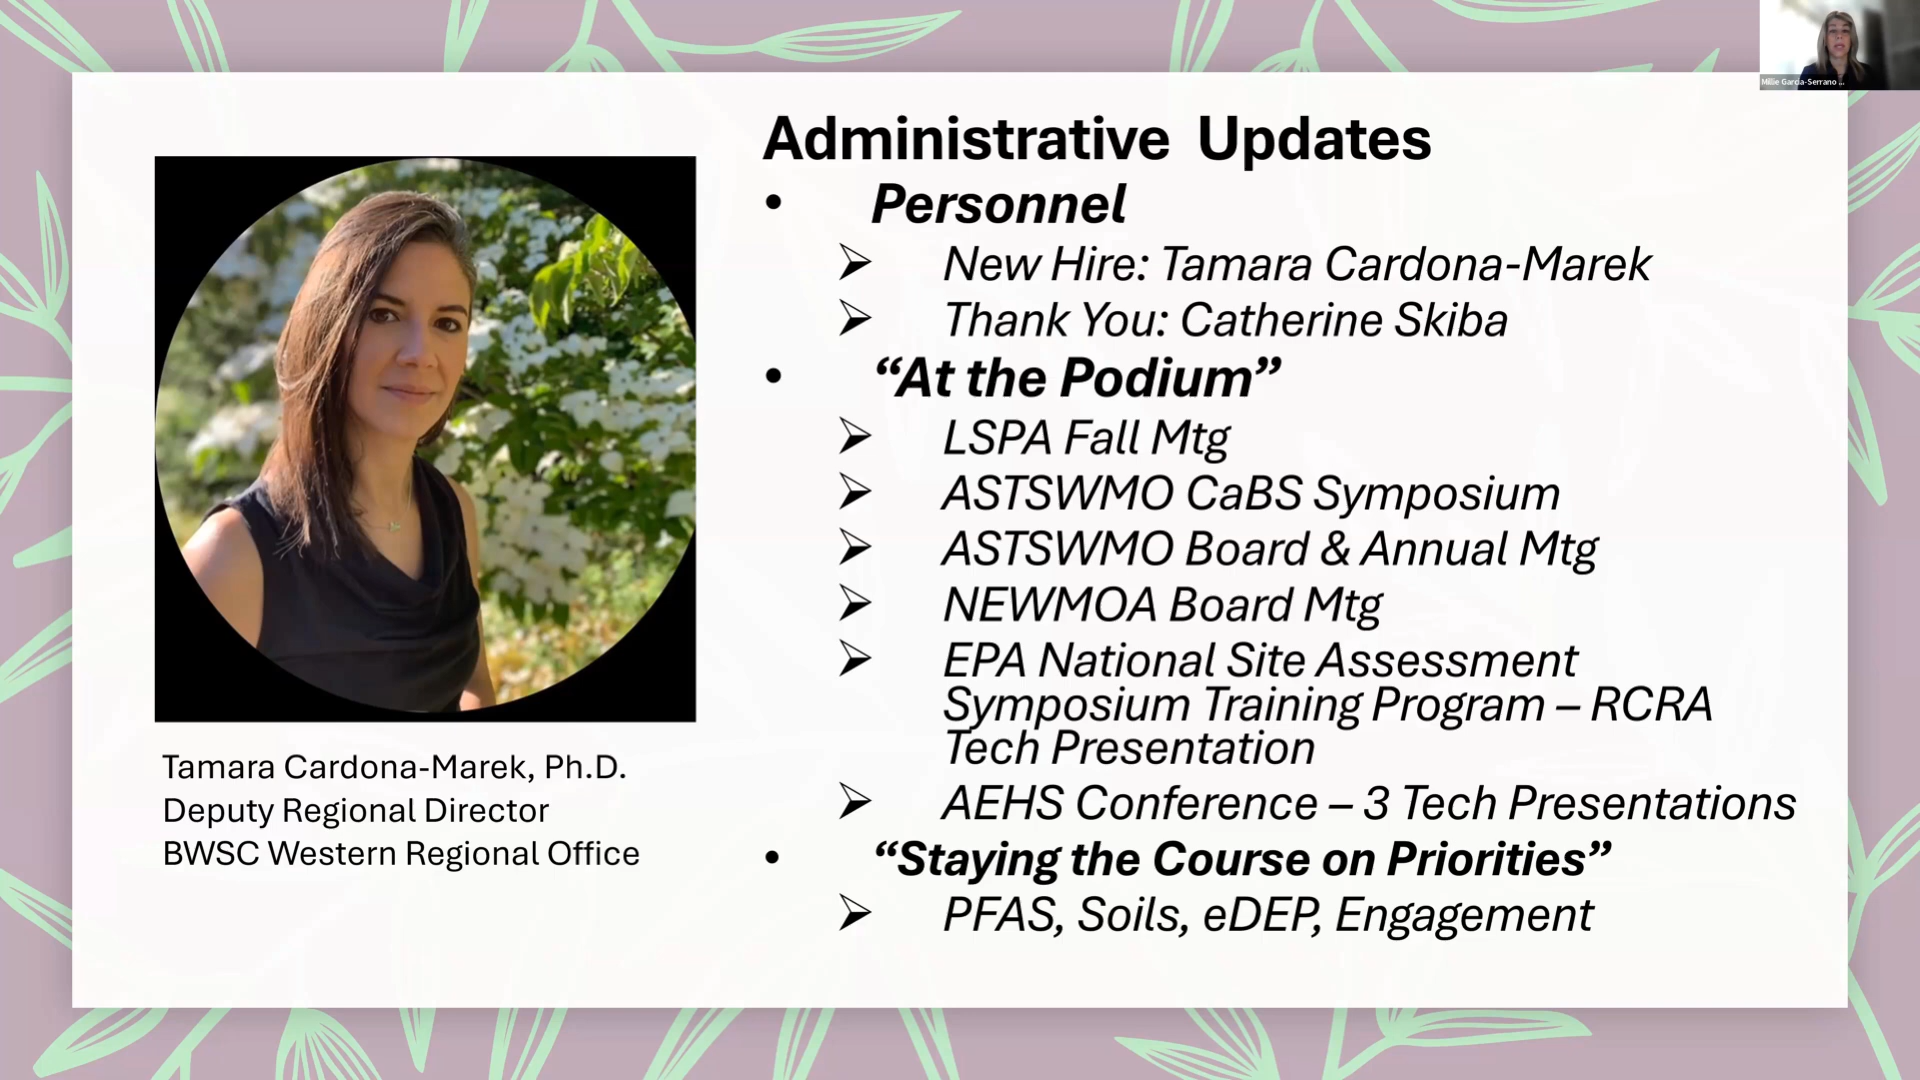 Millie Garcia-Serrano ...
Administrative Updates
• Personnel
➢ New Hire: Tamara Cardona-Marek
➢ Thank You: Catherine Skiba
• “At the Podium”
➢ LSPA Fall Mtg
➢ ASTSWMO CaBS Symposium
➢ ASTSWMO Board & Annual Mtg
➢ NEWMOA Board Mtg
➢ EPA National Site Assessment
Symposium Training Program – RCRA
Tech Presentation
➢ AEHS Conference – 3 Tech Presentations
• “Staying the Course on Priorities”
➢ PFAS, Soils, eDEP, Engagement
Tamara Cardona-Marek, Ph.D.
Deputy Regional Director
BWSC Western Regional Office